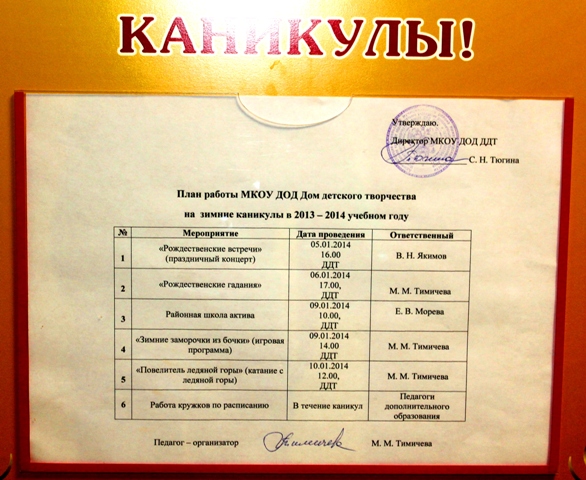 КАНИКУЛЫ!
Утверждаю.
Директор МКОУ ДОД ДДТ
С. Н. Тюгина
План работы МКОУ ДОД Дом детского творчества
на зимние каникулы в 2013 – 2014 учебном году
№ Мероприятие Дата проведения Ответственный
1 «Рождественские встречи» (праздничный концерт) 05.01.2014 16.00 ДДТ В. Н. Якимов
2 «Рождественские гадания» 06.01.2014 17.00, ДДТ М. М. Тимичева
3 Районная школа актива 09.01.2014 10.00, ДДТ Е. В. Морева
4 «Зимние заморочки из бочки» (игровая программа) 09.01.2014 14.00 ДДТ М. М. Тимичева
5 «Повелитель ледяной горы» (катание с ледяной горы) 10.01.2014 12.00, ДДТ М. М. Тимичева
6 Работа кружков по расписанию В течение каникул Педагоги дополнительного образования
Педагог – организатор М. М. Тимичева